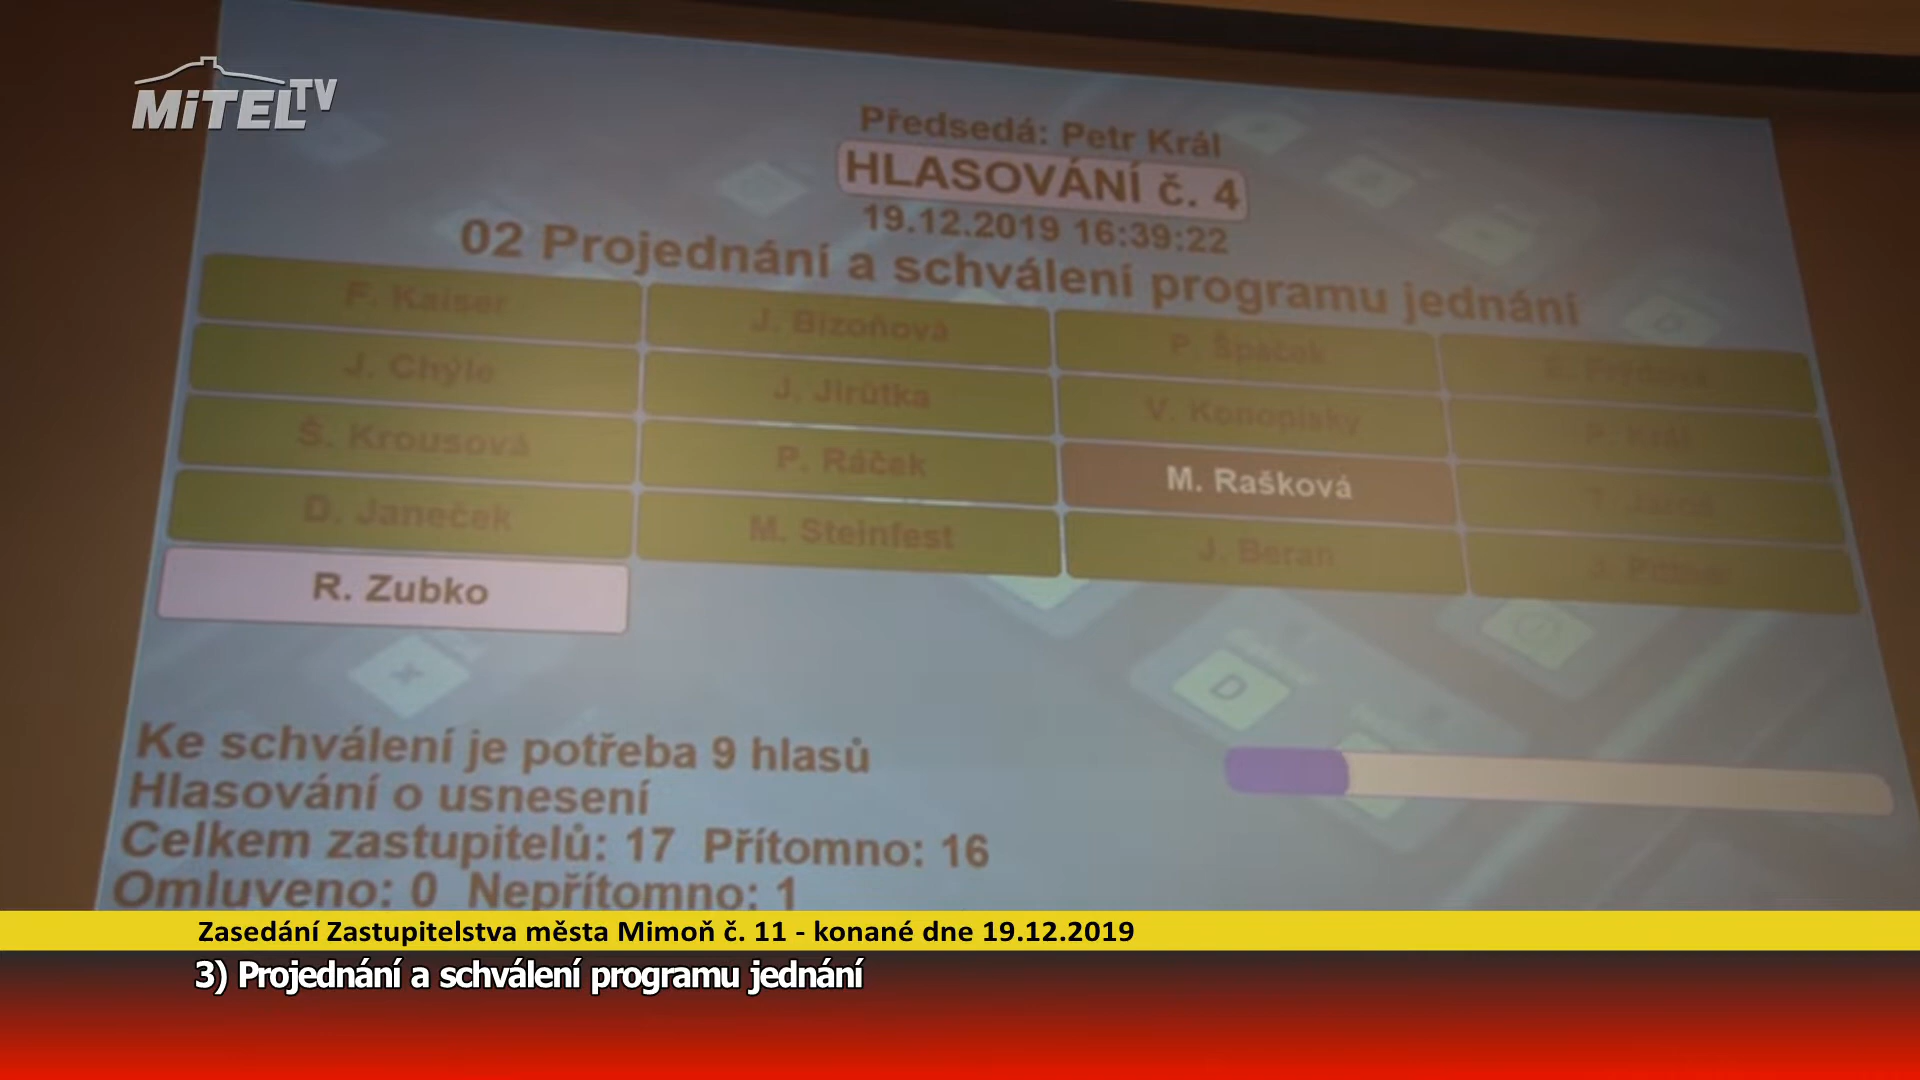 MiTEL TV
Předsedá: Petr Král
HLASOVÁNÍ č. 4
19.12.2019 16:39:22
02 Projednání a schválení programu jednání
F. Kaiser J. Bizoňová P. Špaček
J. Chýle J. Jirůtka V. Konopisky P. Král
Š. Krousová P. Ráček M. Rašková
D. Janeček M. Steinfest J. Beran
R. Zubko
D
Ke schválení je potřeba 9 hlasů
Hlasování o usnesení
Celkem zastupitelů: 17 Přítomno: 16
Omluveno: 0 Nepřítomno: 1
Zasedání Zastupitelstva města Mimoň č. 11 - konané dne 19.12.2019
3) Projednání a schválení programu jednání